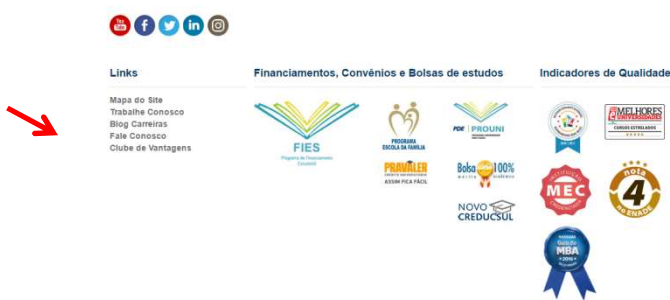 You
Tube
Links
Mapa do Site
Trabalhe Conosco
Blog Carreiras
Fale Conosco
Clube de Vantagens
Financiamentos, Convênios e Bolsas de estudos
FIES
Programa de Financiamento
Estudantil
PROGRAMA
ESCOLA DA FAMÍLIA
PDE PROUNI
PRAVALER
ASSIM FICA FÁCIL
Bolsa 100%
NOVO
CREDUCSUL
Indicadores de Qualidade
MELHORES
UNIVERSIDADES
CURSOS ESTRELADOS
MEC
nota
4
no ENADE
MBA
2016